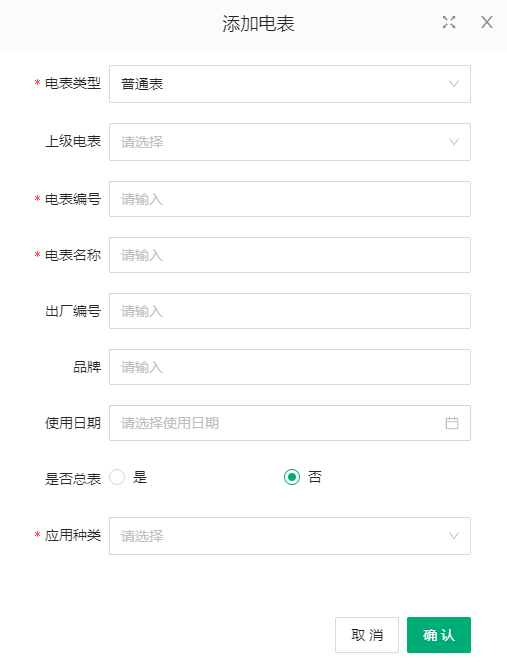 添加电表
* 电表类型 普通表
上级电表 请选择
* 电表编号 请输入
* 电表名称 请输入
出厂编号 请输入
品牌 请输入
使用日期 请选择使用日期
是否总表 是 否
* 应用种类 请选择
取消 确认